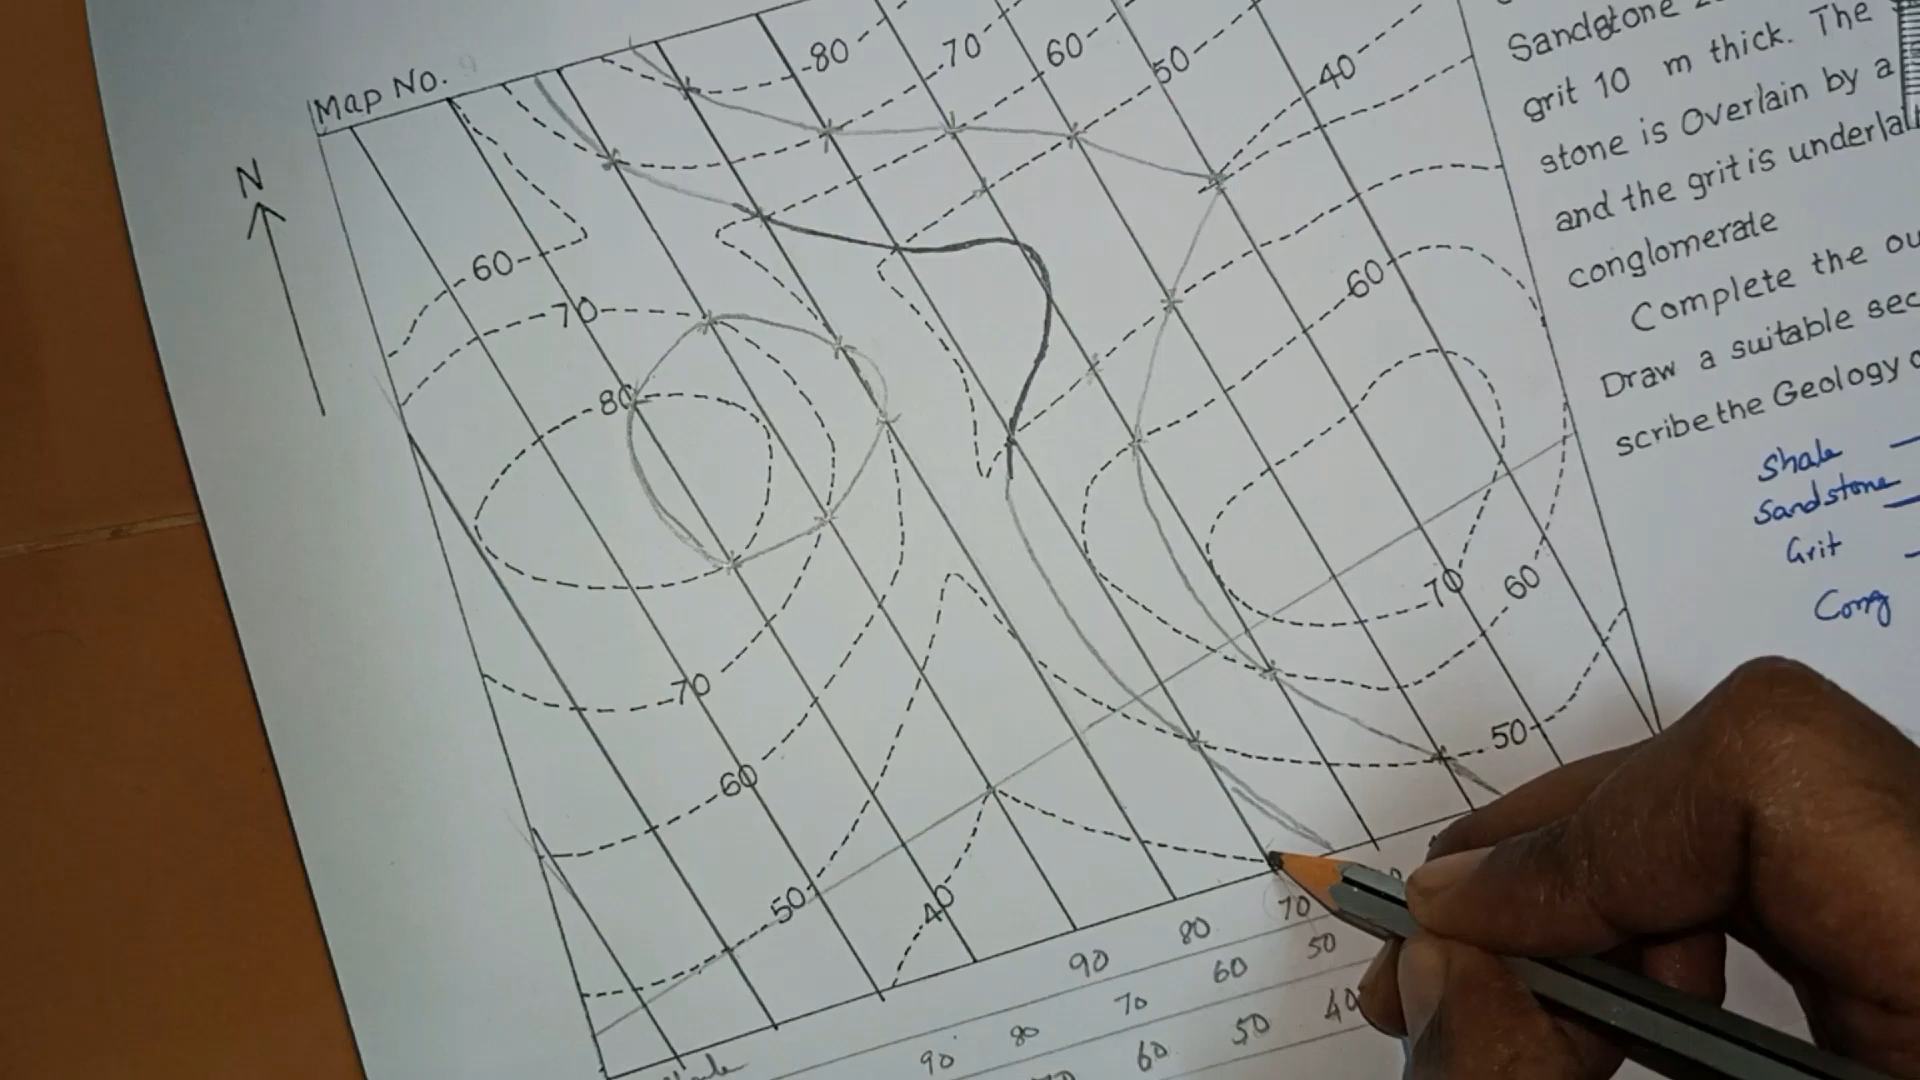 Map No. 9
N
80
70
60
50
40
60
70
60
80
70
60
70
60
50
50
40
90 80 70
90 80 70 60 50
60 50 40
Sandstone
grit 10 m thick. The
stone is Overlain by a
and the grit is underlai
conglomerate
Complete the ou
Draw a suitable sec
scribe the Geology o
Shale
Sandstone
Grit
Cong